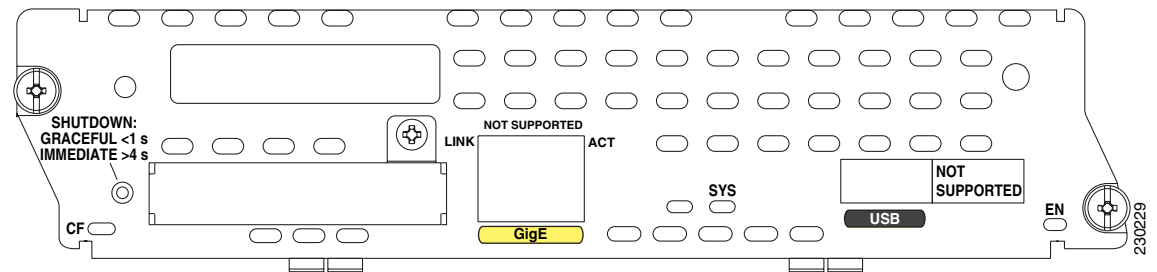 SHUTDOWN:
GRACEFUL <1 s
IMMEDIATE >4 s
CF
NOT SUPPORTED
LINK
ACT
GigE
SYS
NOT
SUPPORTED
USB
EN
230229